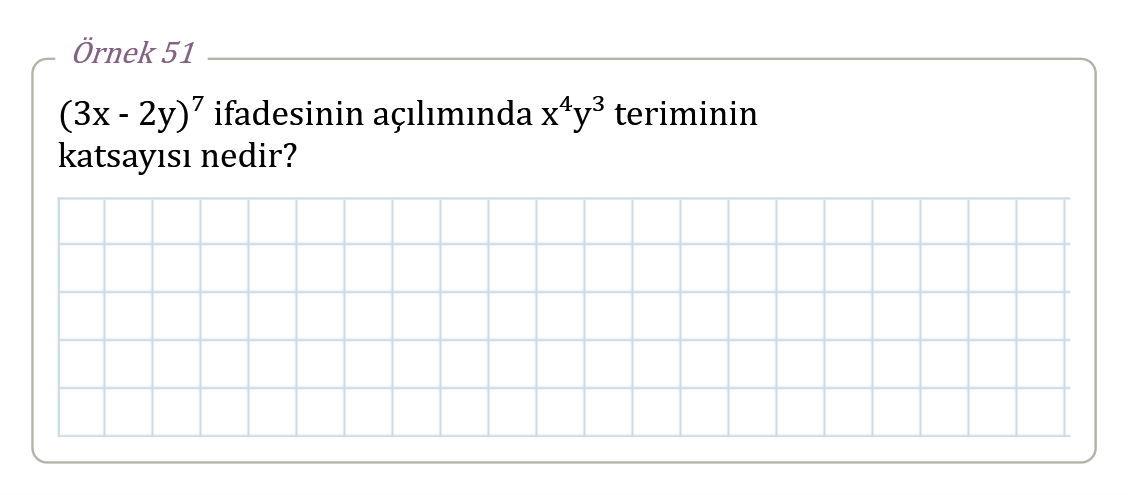 Örnek 51
(3x - 2y)⁷ ifadesinin açılımında x⁴y³ teriminin
katsayısı nedir?